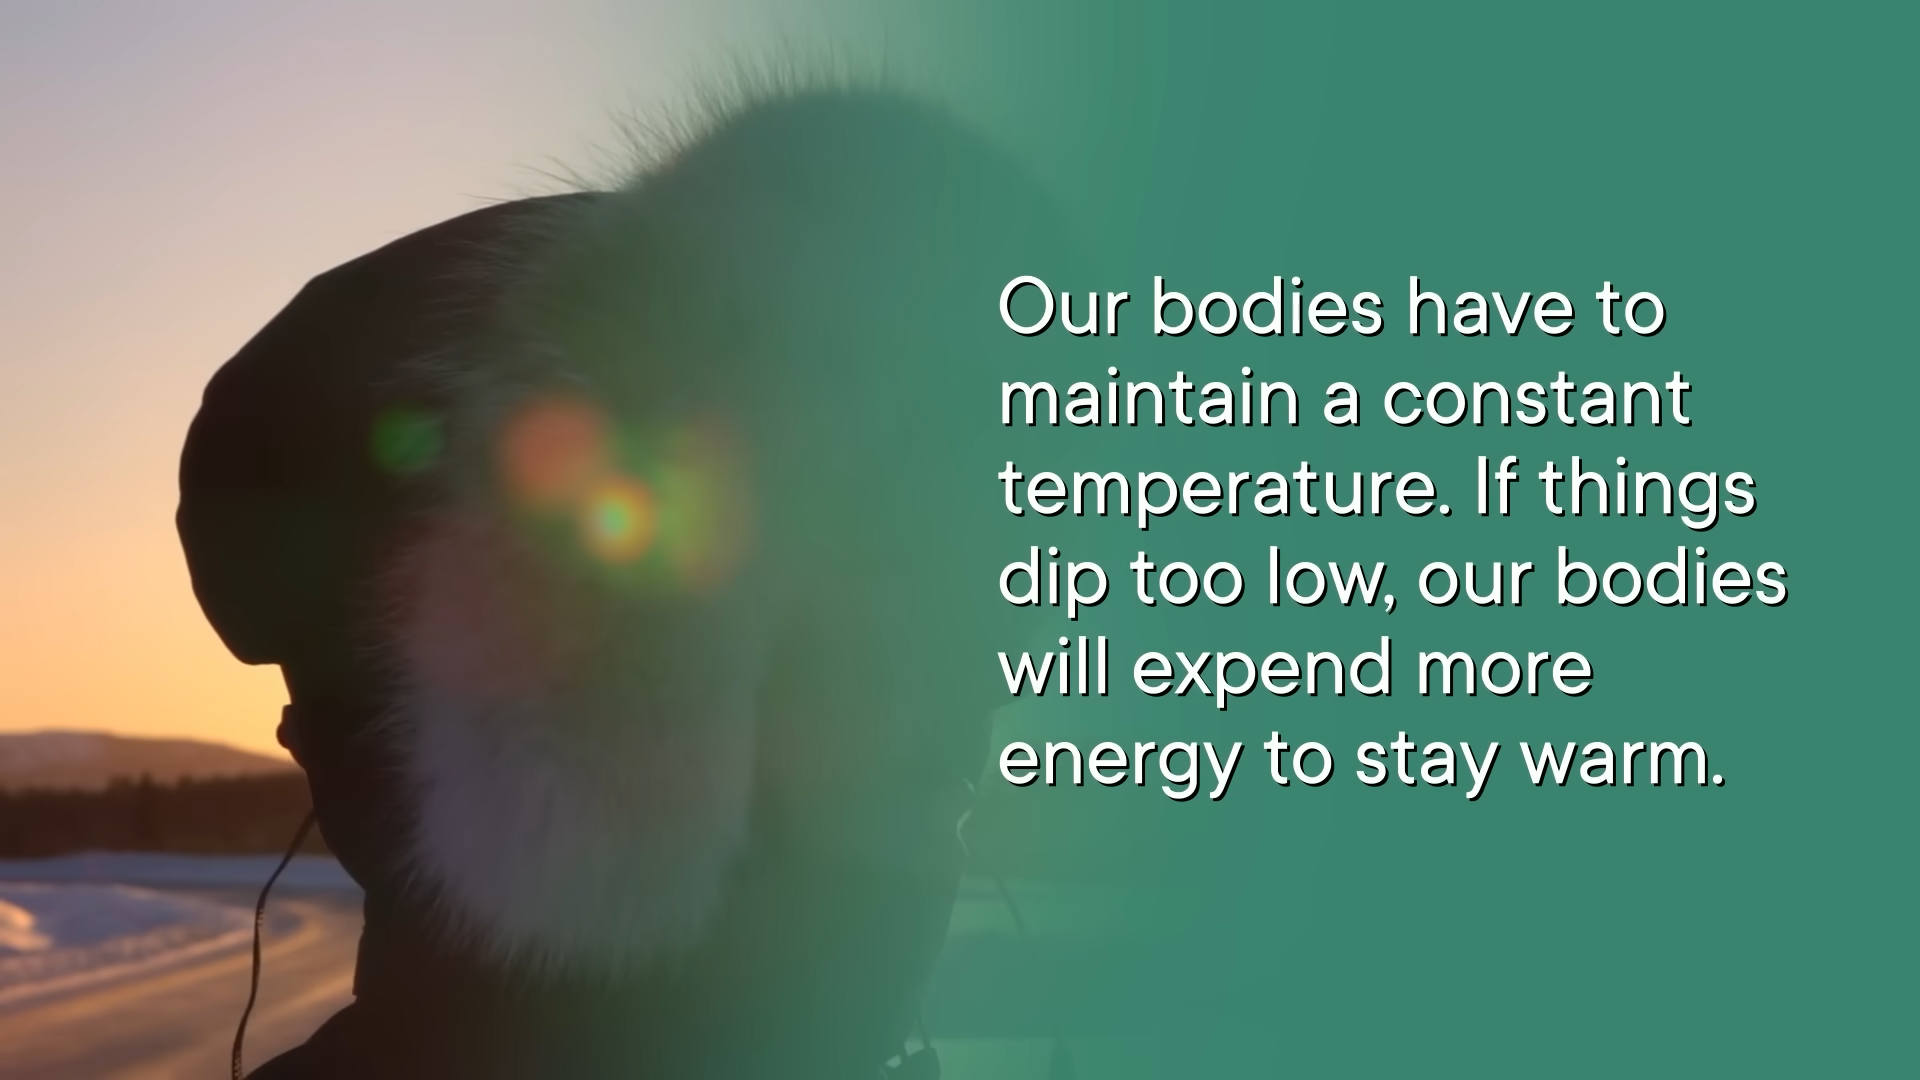 Our bodies have to
maintain a constant
temperature. If things
dip too low, our bodies
will expend more
energy to stay warm.